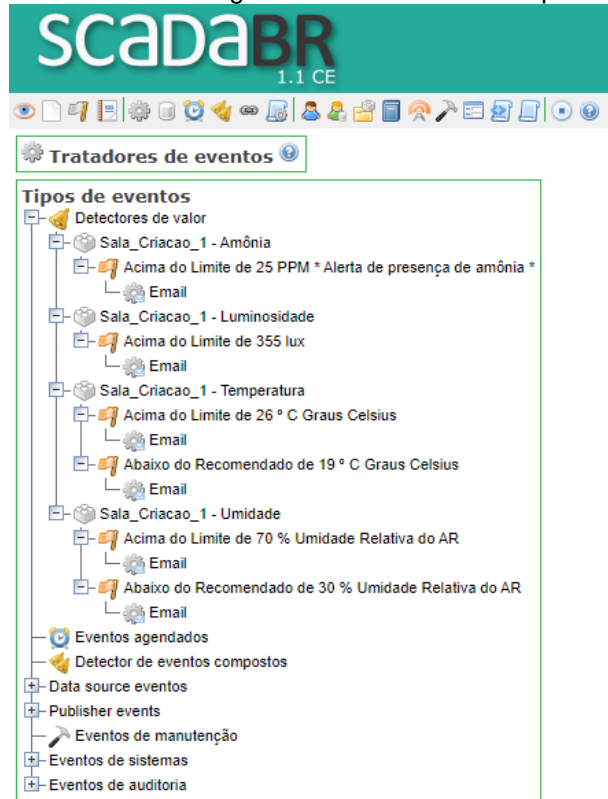 scadaBR
1.1 CE
Tratadores de eventos
Tipos de eventos
Detectores de valor
Sala_Criacao_1 - Amônia
Acima do Limite de 25 PPM * Alerta de presença de amônia *
Email
Sala_Criacao_1 - Luminosidade
Acima do Limite de 355 lux
Email
Sala_Criacao_1 - Temperatura
Acima do Limite de 26 º C Graus Celsius
Email
Abaixo do Recomendado de 19 º C Graus Celsius
Email
Sala_Criacao_1 - Umidade
Acima do Limite de 70 % Umidade Relativa do AR
Email
Abaixo do Recomendado de 30 % Umidade Relativa do AR
Email
Eventos agendados
Detector de eventos compostos
Data source eventos
Publisher events
Eventos de manutenção
Eventos de sistemas
Eventos de auditoria